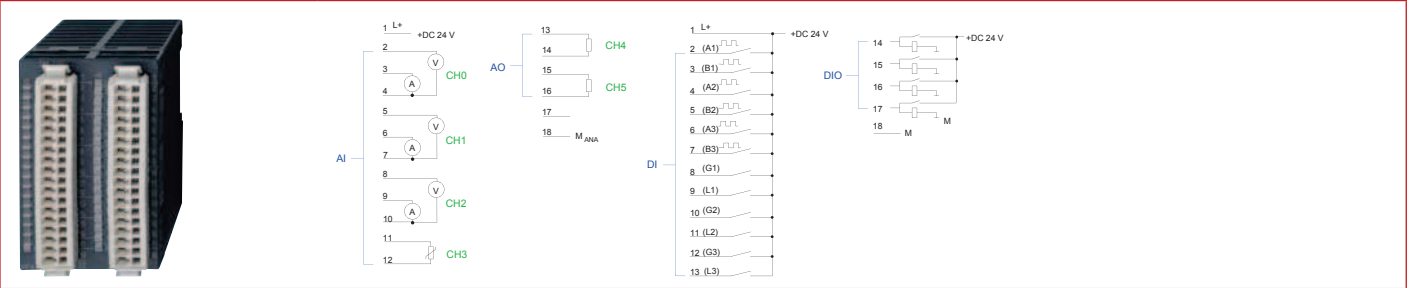 1 L+
+DC 24 V
2
3
4
V
A
CH0
5
6
7
V
A
CH1
8
9
10
V
A
CH2
11
12
CH3
AI
13
14
CH4
AO
15
16
CH5
17
18 M ANA
1 L+
+DC 24 V
2 (A1)
3 (B1)
4 (A2)
5 (B2)
6 (A3)
7 (B3)
DI
8 (G1)
9 (L1)
10 (G2)
11 (L2)
12 (G3)
13 (L3)
+DC 24 V
14
15
DIO
16
17
M
18 M